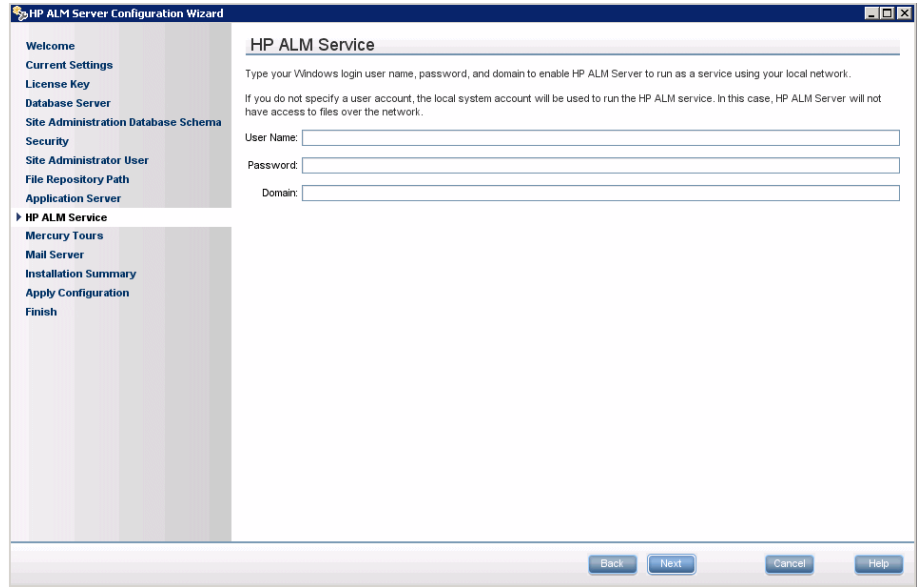 HP ALM Server Configuration Wizard
Welcome
Current Settings
License Key
Database Server
Site Administration Database Schema
Security
Site Administrator User
File Repository Path
Application Server
HP ALM Service
Mercury Tours
Mail Server
Installation Summary
Apply Configuration
Finish
HP ALM Service
Type your Windows login user name, password, and domain to enable HP ALM Server to run as a service using your local network.
If you do not specify a user account, the local system account will be used to run the HP ALM service. In this case, HP ALM Server will not
have access to files over the network.
User Name:
Password:
Domain:
Back
Next
Cancel
Help